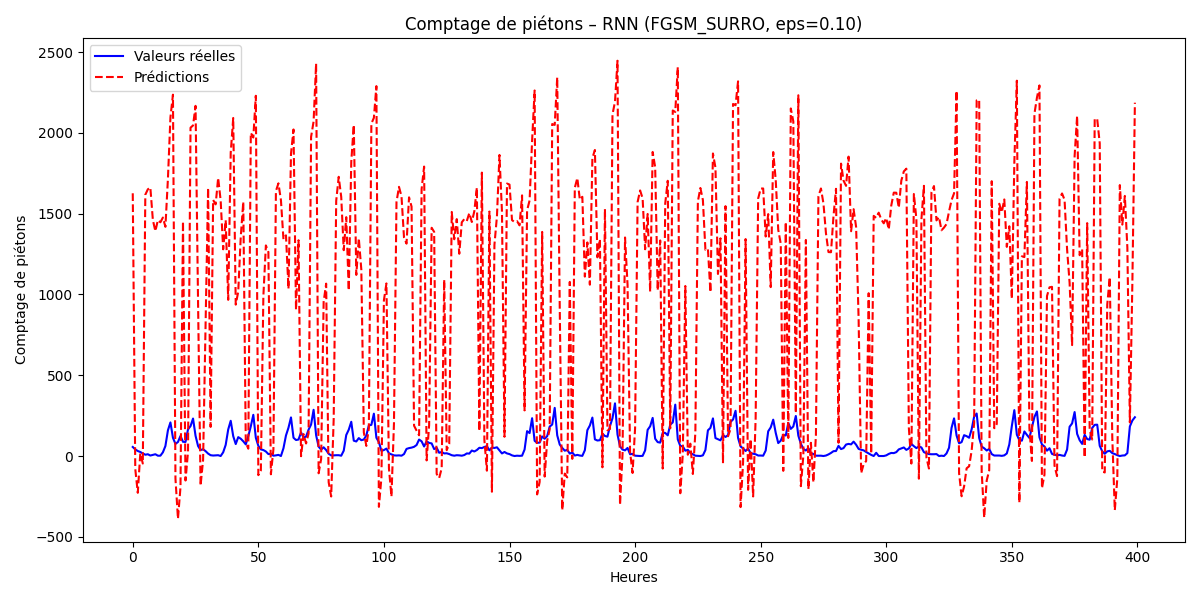 Comptage de piétons – RNN (FGSM_SURRO, eps=0.10)
Valeurs réelles
Prédictions
Comptage de piétons
2500
2000
1500
1000
500
0
−500
0 50 100 150 200 250 300 350 400
Heures